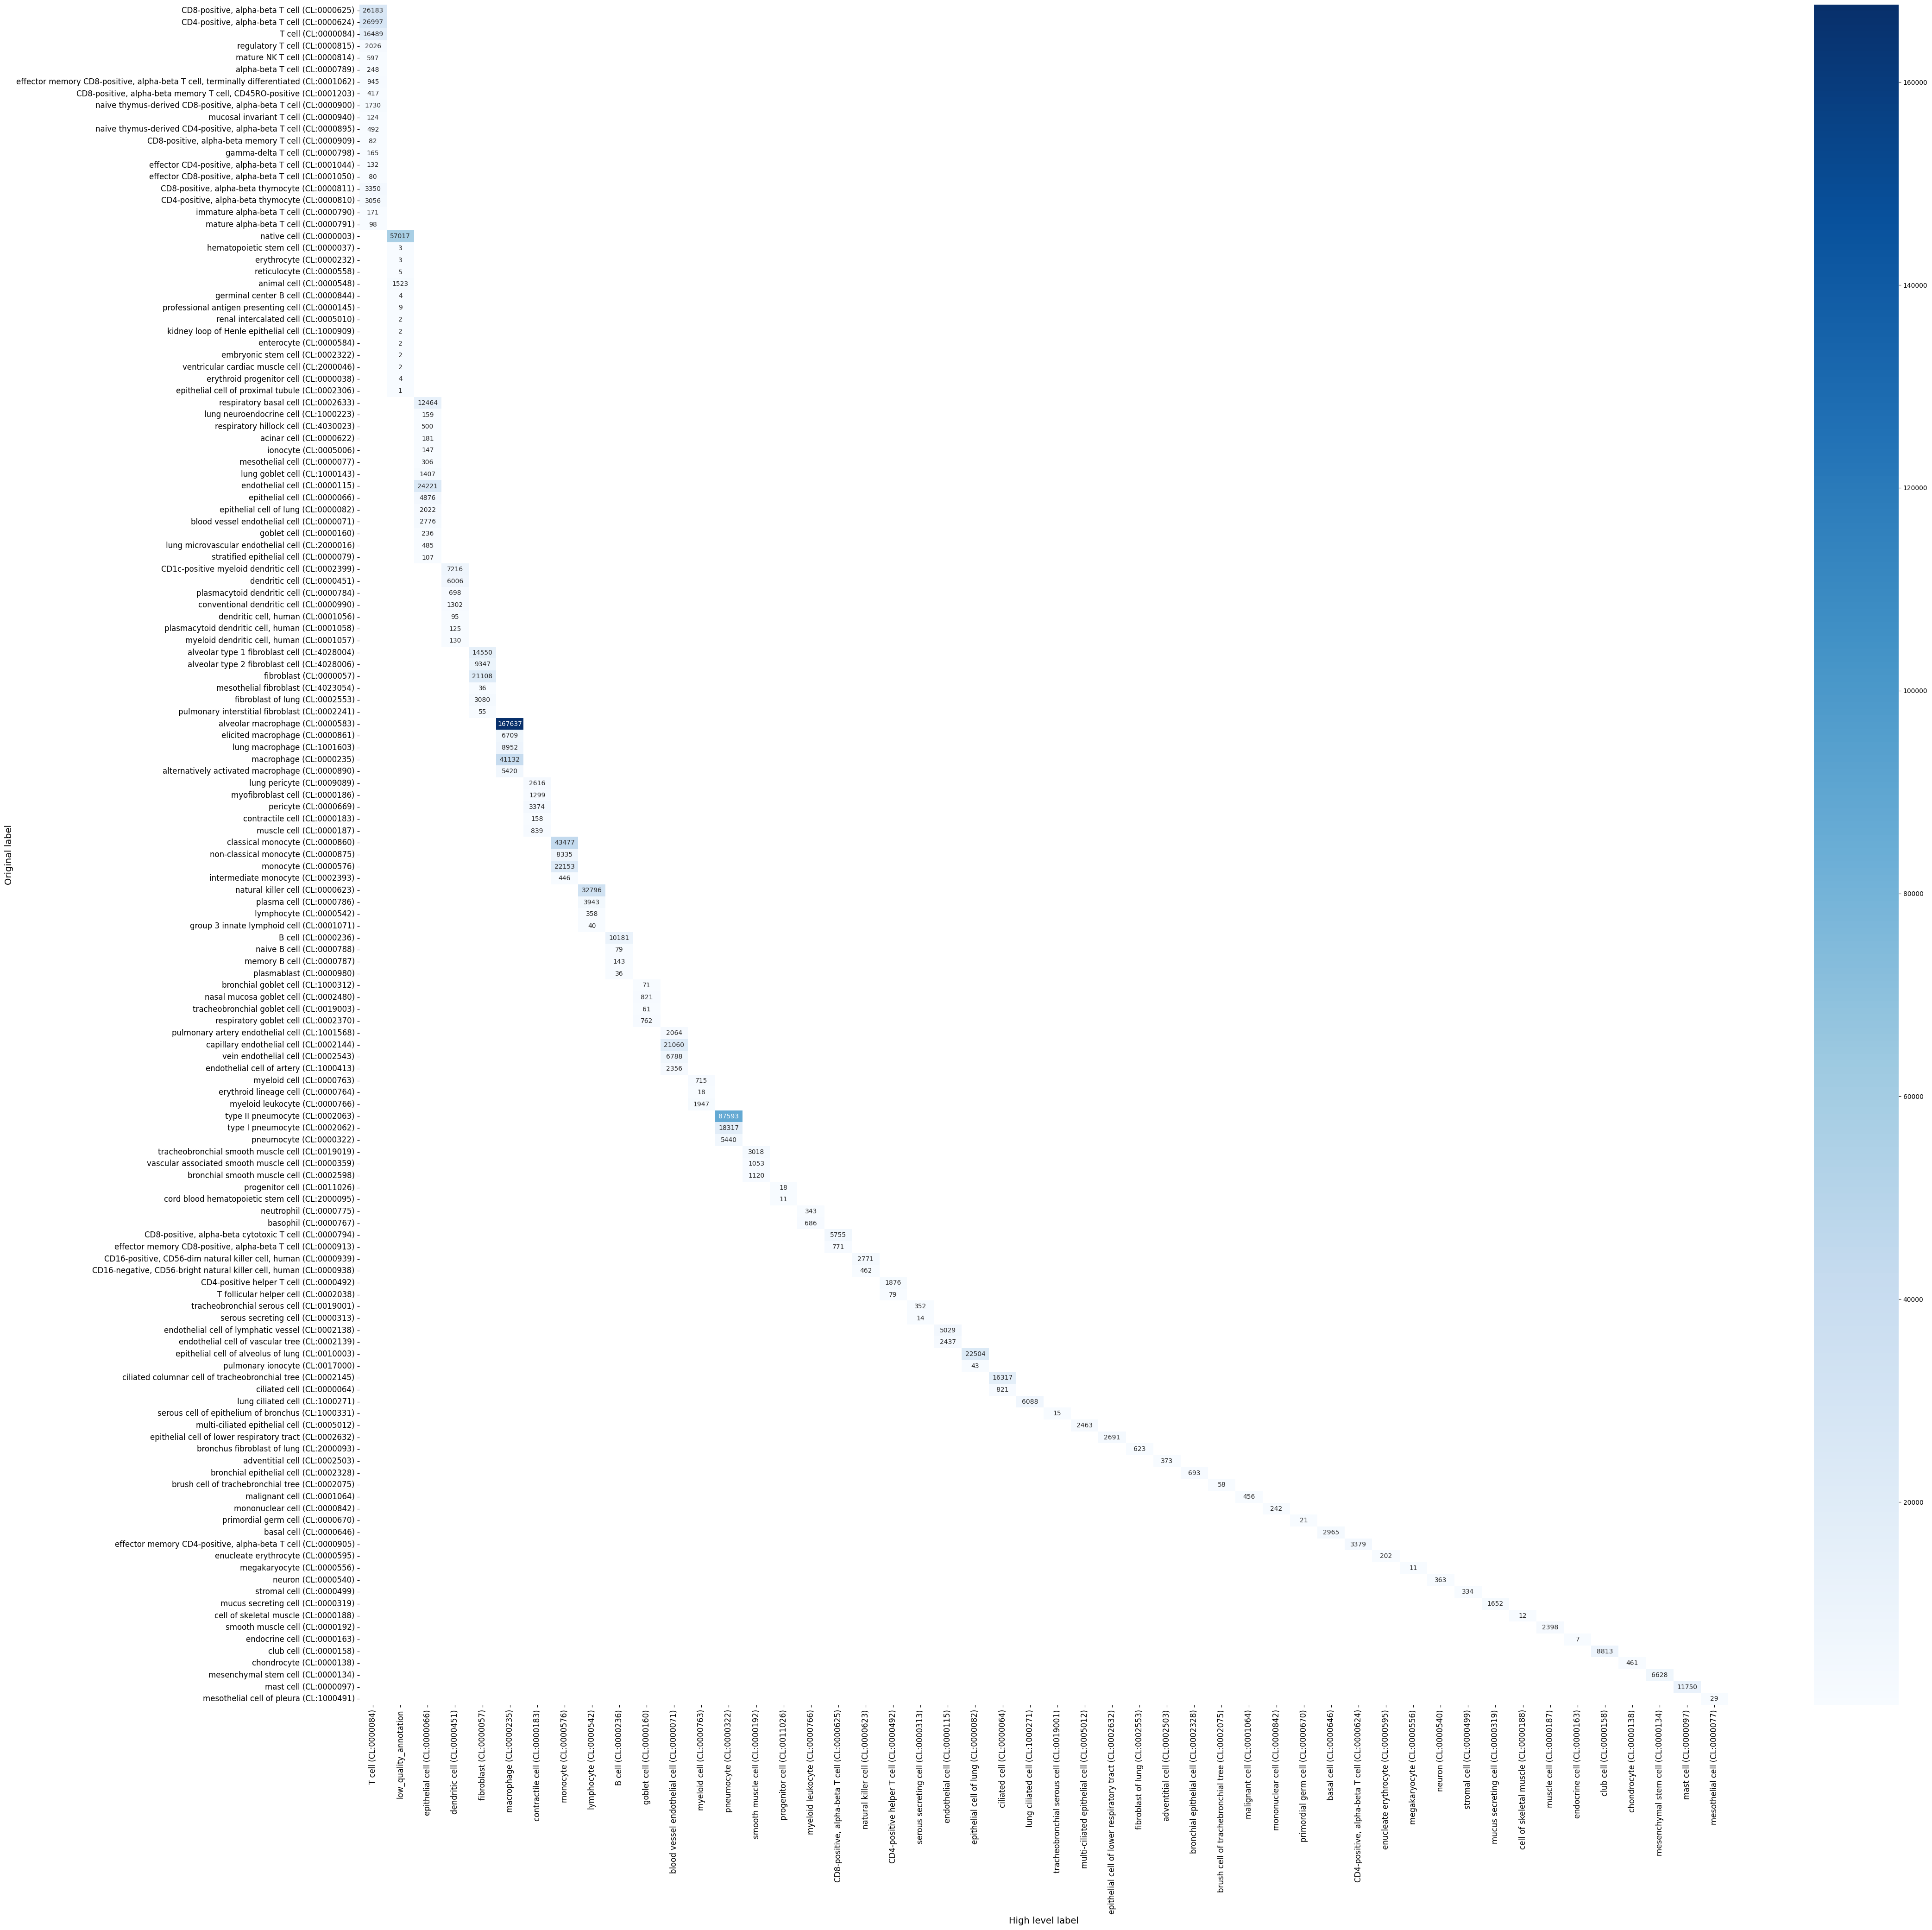 CD8-positive, alpha-beta T cell (CL:0000625) 26183
CD4-positive, alpha-beta T cell (CL:0000624) 26997
T cell (CL:0000084) 16489
regulatory T cell (CL:0000815) 2026
mature NK T cell (CL:0000814) 597
alpha-beta T cell (CL:0000789) 248
effector memory CD8-positive, alpha-beta T cell, terminally differentiated (CL:0001062) 945
CD8-positive, alpha-beta memory T cell, CD45RO-positive (CL:0001203) 417
naive thymus-derived CD8-positive, alpha-beta T cell (CL:0000900) 1730
mucosal invariant T cell (CL:0000940) 124
naive thymus-derived CD4-positive, alpha-beta T cell (CL:0000895) 492
CD8-positive, alpha-beta memory T cell (CL:0000909) 82
gamma-delta T cell (CL:0000798) 165
effector CD4-positive, alpha-beta T cell (CL:0001044) 132
effector CD8-positive, alpha-beta T cell (CL:0001050) 80
CD8-positive, alpha-beta thymocyte (CL:0000811) 3350
CD4-positive, alpha-beta thymocyte (CL:0000810) 3056
immature alpha-beta T cell (CL:0000790) 171
mature alpha-beta T cell (CL:0000791) 98
native cell (CL:0000003) 57017
hematopoietic stem cell (CL:0000037) 3
erythrocyte (CL:0000232) 3
reticulocyte (CL:0000558) 5
animal cell (CL:0000548) 1523
germinal center B cell (CL:0000844) 4
professional antigen presenting cell (CL:0000145) 9
renal intercalated cell (CL:0005010) 2
kidney loop of Henle epithelial cell (CL:1000909) 2
enterocyte (CL:0000584) 2
embryonic stem cell (CL:0002322) 2
ventricular cardiac muscle cell (CL:2000046) 2
erythroid progenitor cell (CL:0000038) 4
epithelial cell of proximal tubule (CL:0002306) 1
respiratory basal cell (CL:0002633) 12464
lung neuroendocrine cell (CL:1000223) 159
respiratory hillock cell (CL:4030023) 500
acinar cell (CL:0000622) 181
ionocyte (CL:0005006) 147
mesothelial cell (CL:0000077) 306
lung goblet cell (CL:1000143) 1407
endothelial cell (CL:0000115) 24221
epithelial cell (CL:0000066) 4876
epithelial cell of lung (CL:0000082) 2022
blood vessel endothelial cell (CL:0000071) 2776
goblet cell (CL:0000160) 236
lung microvascular endothelial cell (CL:2000016) 485
stratified epithelial cell (CL:0000079) 107
CD1c-positive myeloid dendritic cell (CL:0002399) 7216
dendritic cell (CL:0000451) 6006
plasmacytoid dendritic cell (CL:0000784) 698
conventional dendritic cell (CL:0000990) 1302
dendritic cell, human (CL:0001056) 95
plasmacytoid dendritic cell, human (CL:0001058) 125
myeloid dendritic cell, human (CL:0001057) 130
alveolar type 1 fibroblast cell (CL:4028004) 14550
alveolar type 2 fibroblast cell (CL:4028006) 9347
fibroblast (CL:0000057) 21108
mesothelial fibroblast (CL:4023054) 36
fibroblast of lung (CL:0002553) 3080
pulmonary interstitial fibroblast (CL:0002241) 55
alveolar macrophage (CL:0000583) 167637
elicited macrophage (CL:0000861) 6709
lung macrophage (CL:1001603) 8952
macrophage (CL:0000235) 41132
alternatively activated macrophage (CL:0000890) 5420
lung pericyte (CL:0009089) 2616
myofibroblast cell (CL:0000186) 1299
pericyte (CL:0000669) 3374
contractile cell (CL:0000183) 158
muscle cell (CL:0000187) 839
classical monocyte (CL:0000860) 43477
non-classical monocyte (CL:0000875) 8335
monocyte (CL:0000576) 22153
intermediate monocyte (CL:0002393) 446
natural killer cell (CL:0000623) 32796
plasma cell (CL:0000786) 3943
lymphocyte (CL:0000542) 358
group 3 innate lymphoid cell (CL:0001071) 40
B cell (CL:0000236) 10181
naive B cell (CL:0000788) 79
memory B cell (CL:0000787) 143
plasmablast (CL:0000980) 36
bronchial goblet cell (CL:1000312) 71
nasal mucosa goblet cell (CL:0002480) 821
tracheobronchial goblet cell (CL:0019003) 61
respiratory goblet cell (CL:0002370) 762
pulmonary artery endothelial cell (CL:1001568) 2064
capillary endothelial cell (CL:0002144) 21060
vein endothelial cell (CL:0002543) 6788
endothelial cell of artery (CL:1000413) 2356
myeloid cell (CL:0000763) 715
erythroid lineage cell (CL:0000764) 18
myeloid leukocyte (CL:0000766) 1947
type II pneumocyte (CL:0002063) 87593
type I pneumocyte (CL:0002062) 18317
pneumocyte (CL:0000322) 5440
tracheobronchial smooth muscle cell (CL:0019019) 3018
vascular associated smooth muscle cell (CL:0000359) 1053
bronchial smooth muscle cell (CL:0002598) 1120
progenitor cell (CL:0011026) 18
cord blood hematopoietic stem cell (CL:2000095) 11
neutrophil (CL:0000775) 343
basophil (CL:0000767) 686
CD8-positive, alpha-beta cytotoxic T cell (CL:0000794) 5755
effector memory CD8-positive, alpha-beta T cell (CL:0000913) 771
CD16-positive, CD56-dim natural killer cell, human (CL:0000939) 2771
CD16-negative, CD56-bright natural killer cell, human (CL:0000938) 462
CD4-positive helper T cell (CL:0000492) 1876
T follicular helper cell (CL:0002038) 79
tracheobronchial serous cell (CL:0019001) 352
serous secreting cell (CL:0000313) 14
endothelial cell of lymphatic vessel (CL:0002138) 5029
endothelial cell of vascular tree (CL:0002139) 2437
epithelial cell of alveolus of lung (CL:0010003) 22504
pulmonary ionocyte (CL:0017000) 43
ciliated columnar cell of tracheobronchial tree (CL:0002145) 16317
ciliated cell (CL:0000064) 821
lung ciliated cell (CL:1000271) 6088
serous cell of epithelium of bronchus (CL:1000331) 15
multi-ciliated epithelial cell (CL:0005012) 2463
epithelial cell of lower respiratory tract (CL:0002632) 2691
bronchus fibroblast of lung (CL:2000093) 623
adventitial cell (CL:0002503) 373
bronchial epithelial cell (CL:0002328) 693
brush cell of trachebronchial tree (CL:0002075) 58
malignant cell (CL:0001064) 456
mononuclear cell (CL:0000842) 242
primordial germ cell (CL:0000670) 21
basal cell (CL:0000646) 2965
effector memory CD4-positive, alpha-beta T cell (CL:0000905) 3379
enucleate erythrocyte (CL:0000595) 202
megakaryocyte (CL:0000556) 11
neuron (CL:0000540) 363
stromal cell (CL:0000499) 334
mucus secreting cell (CL:0000319) 1652
cell of skeletal muscle (CL:0000188) 12
smooth muscle cell (CL:0000192) 2398
endocrine cell (CL:0000163) 7
club cell (CL:0000158) 8813
chondrocyte (CL:0000138) 461
mesenchymal stem cell (CL:0000134) 6628
mast cell (CL:0000097) 11750
mesothelial cell of pleura (CL:1000491) 29
Original label
T cell (CL:0000084)
low_quality_annotation
epithelial cell (CL:0000066)
dendritic cell (CL:0000451)
fibroblast (CL:0000057)
macrophage (CL:0000235)
contractile cell (CL:0000183)
monocyte (CL:0000576)
lymphocyte (CL:0000542)
B cell (CL:0000236)
goblet cell (CL:0000160)
blood vessel endothelial cell (CL:0000071)
myeloid cell (CL:0000763)
pneumocyte (CL:0000322)
smooth muscle cell (CL:0000192)
progenitor cell (CL:0011026)
myeloid leukocyte (CL:0000766)
CD8-positive, alpha-beta T cell (CL:0000625)
natural killer cell (CL:0000623)
CD4-positive helper T cell (CL:0000492)
serous secreting cell (CL:0000313)
endothelial cell (CL:0000115)
epithelial cell of lung (CL:0000082)
ciliated cell (CL:0000064)
lung ciliated cell (CL:1000271)
tracheobronchial serous cell (CL:0019001)
multi-ciliated epithelial cell (CL:0005012)
epithelial cell of lower respiratory tract (CL:0002632)
fibroblast of lung (CL:0002553)
adventitial cell (CL:0002503)
bronchial epithelial cell (CL:0002328)
brush cell of trachebronchial tree (CL:0002075)
malignant cell (CL:0001064)
mononuclear cell (CL:0000842)
primordial germ cell (CL:0000670)
basal cell (CL:0000646)
CD4-positive, alpha-beta T cell (CL:0000624)
enucleate erythrocyte (CL:0000595)
megakaryocyte (CL:0000556)
neuron (CL:0000540)
stromal cell (CL:0000499)
mucus secreting cell (CL:0000319)
cell of skeletal muscle (CL:0000188)
muscle cell (CL:0000187)
endocrine cell (CL:0000163)
club cell (CL:0000158)
chondrocyte (CL:0000138)
mesenchymal stem cell (CL:0000134)
mast cell (CL:0000097)
mesothelial cell (CL:0000077)
High level label
160000
140000
120000
100000
80000
60000
40000
20000